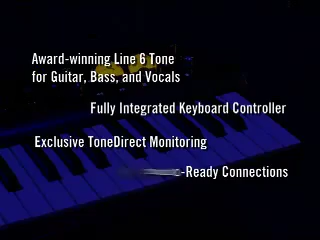 Award-winning Line 6 Tone
for Guitar, Bass, and Vocals
Fully Integrated Keyboard Controller
Exclusive ToneDirect Monitoring
-Ready Connections